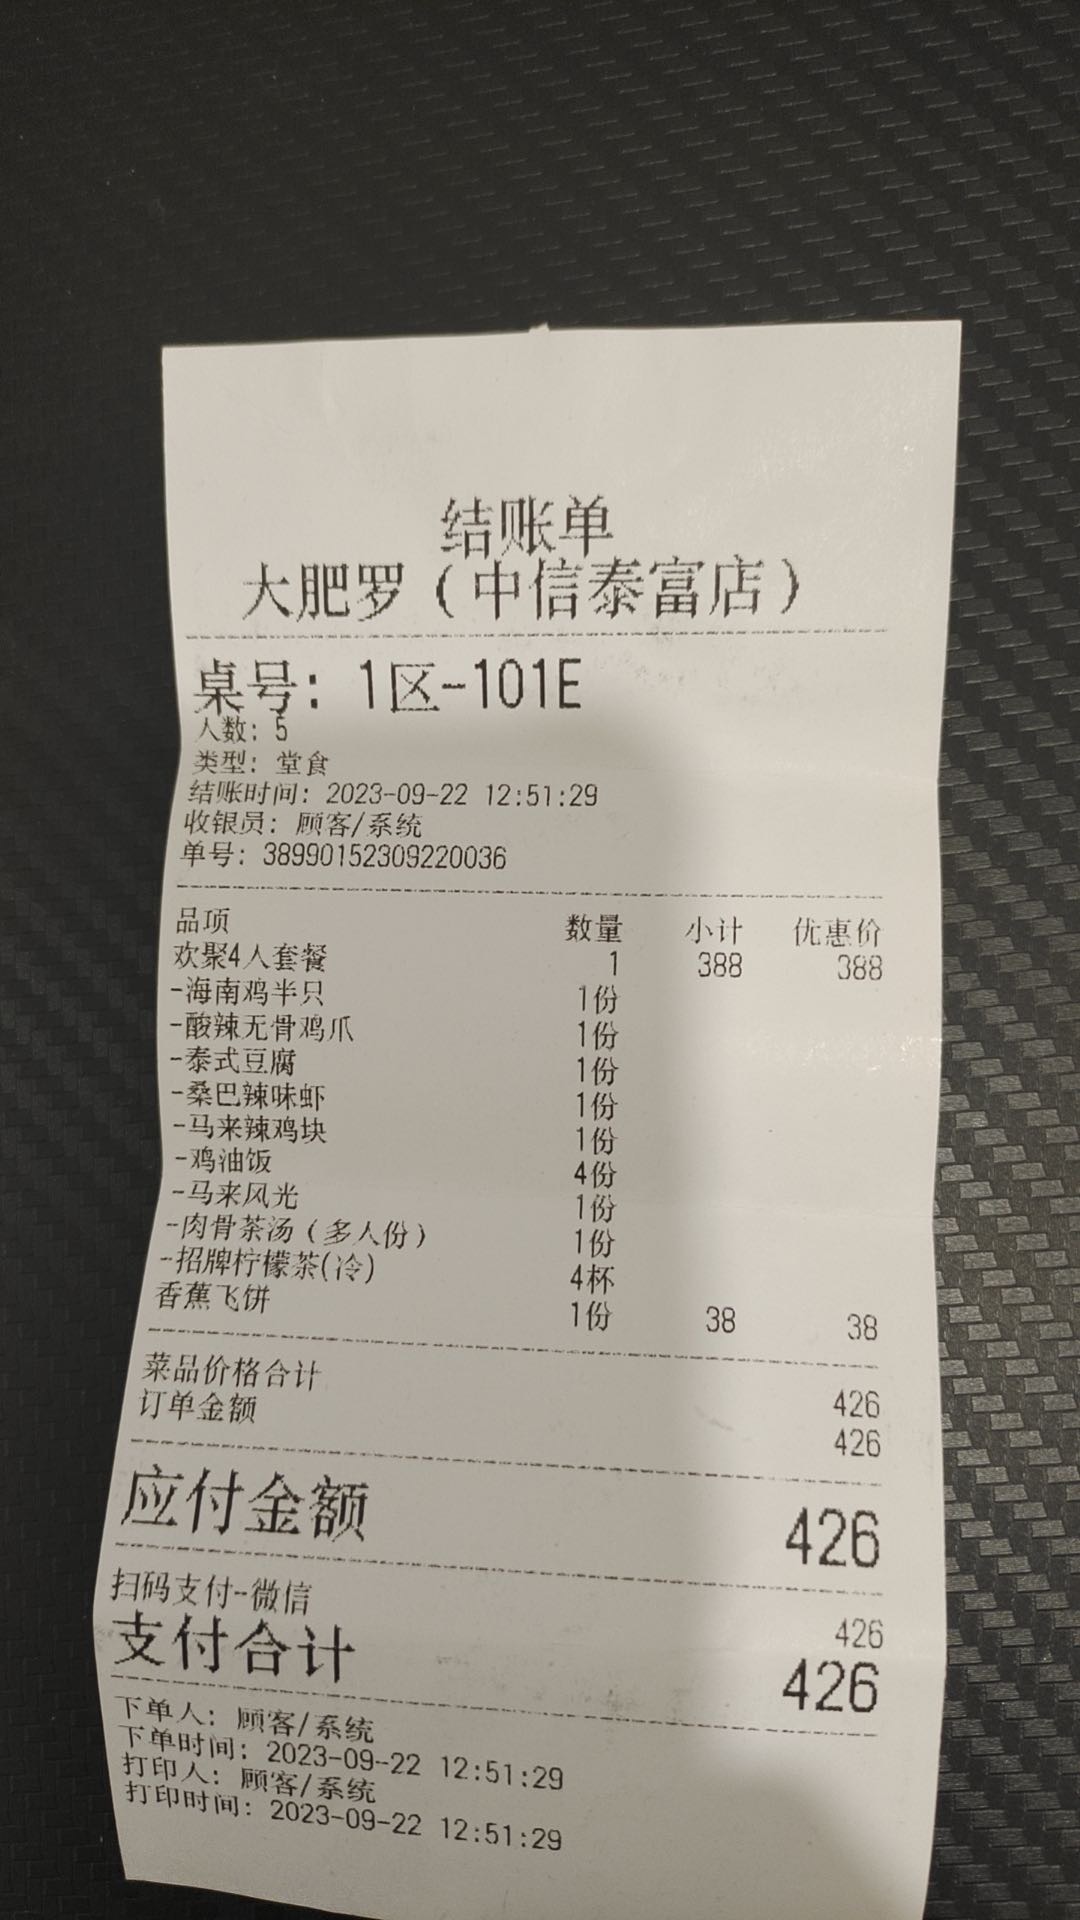 结账单
大肥罗（中信泰富店）
桌号：1区-101E
人数：5
类型：堂食
结账时间：2023-09-22 12:51:29
收银员：顾客/系统
单号：38990152309220036
品项 数量 小计 优惠价
欢聚4人套餐 1 388 388
-海南鸡半只 1份
-酸辣无骨鸡爪 1份
-泰式豆腐 1份
-桑巴辣味虾 1份
-马来辣鸡块 1份
-鸡油饭 4份
-马来风光 1份
-肉骨茶汤（多人份） 1份
-招牌柠檬茶(冷) 4杯
香蕉飞饼 1份 38 38
菜品价格合计 426
订单金额 426
应付金额 426
扫码支付-微信 426
支付合计 426
下单人：顾客/系统
下单时间：2023-09-22 12:51:29
打印人：顾客/系统
打印时间：2023-09-22 12:51:29